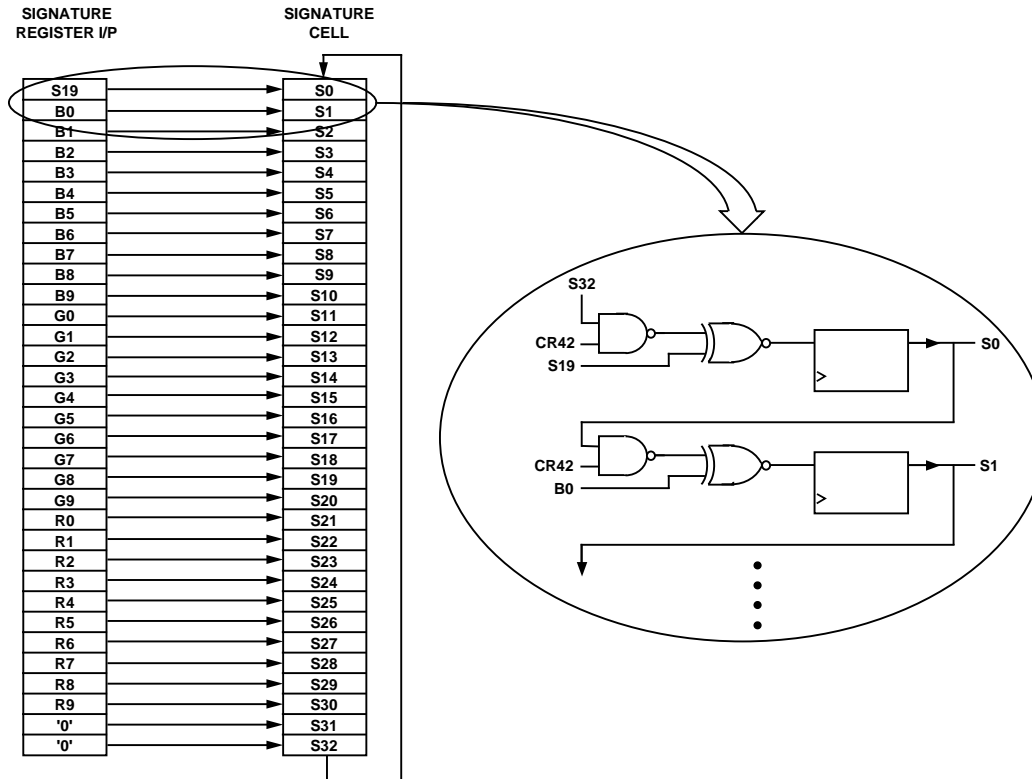 SIGNATURE
REGISTER I/P
SIGNATURE
CELL
S19 S0
B0 S1
B1 S2
B2 S3
B3 S4
B4 S5
B5 S6
B6 S7
B7 S8
B8 S9
B9 S10
G0 S11
G1 S12
G2 S13
G3 S14
G4 S15
G5 S16
G6 S17
G7 S18
G8 S19
G9 S20
R0 S21
R1 S22
R2 S23
R3 S24
R4 S25
R5 S26
R6 S27
R7 S28
R8 S29
R9 S30
'0' S31
'0' S32
S32
CR42
S19
S0
CR42
B0
S1